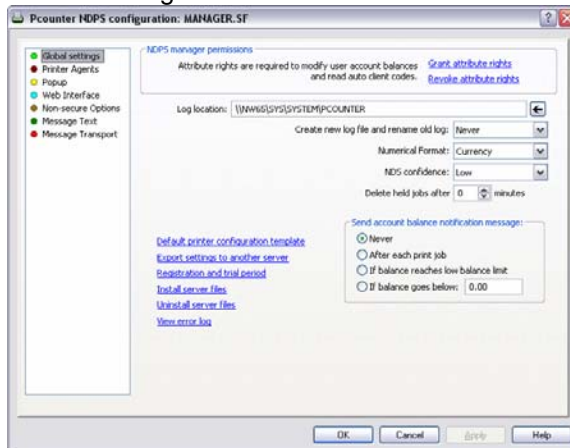 Pcounter NDPS configuration: MANAGER.SF
Global settings
Printer Agents
Popup
Web Interface
Non-secure Options
Message Text
Message Transport
NDPS manager permissions
Attribute rights are required to modify user account balances
and read auto client codes.
Grant attribute rights
Revoke attribute rights
Log location: \\NW65\SYS\SYSTEM\PCOUNTER
Create new log file and rename old log: Never
Numerical Format: Currency
NDS confidence: Low
Delete held jobs after 0 minutes
Send account balance notification message:
Never
After each print job
If balance reaches low balance limit
If balance goes below: 0.00
Default printer configuration template
Export settings to another server
Registration and trial period
Install server files
Uninstall server files
View error log
OK Cancel Apply Help